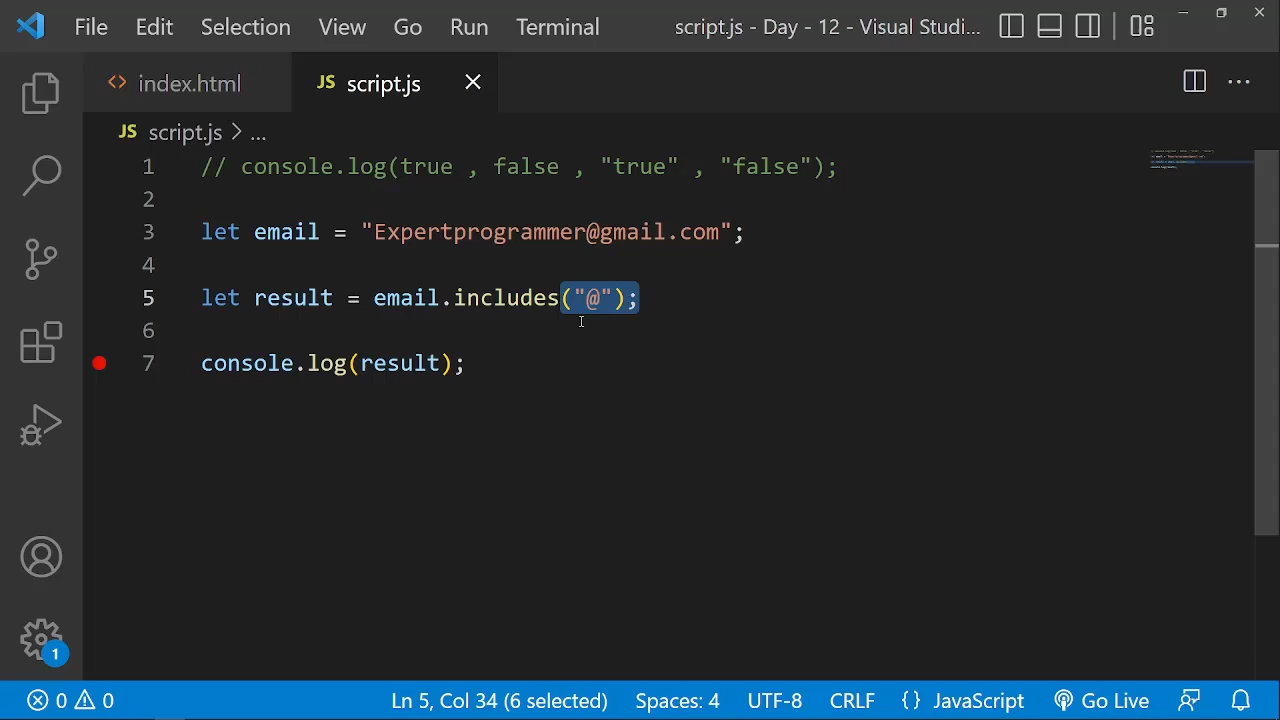 File Edit Selection View Go Run Terminal script.js - Day - 12 - Visual Studi...
index.html JS script.js
JS script.js > ...
1 // console.log(true , false , "true" , "false");
2
3 let email = "Expertprogrammer@gmail.com";
4
5 let result = email.includes("@");
6
7 console.log(result);
1
0 0 Ln 5, Col 34 (6 selected) Spaces: 4 UTF-8 CRLF {} JavaScript Go Live